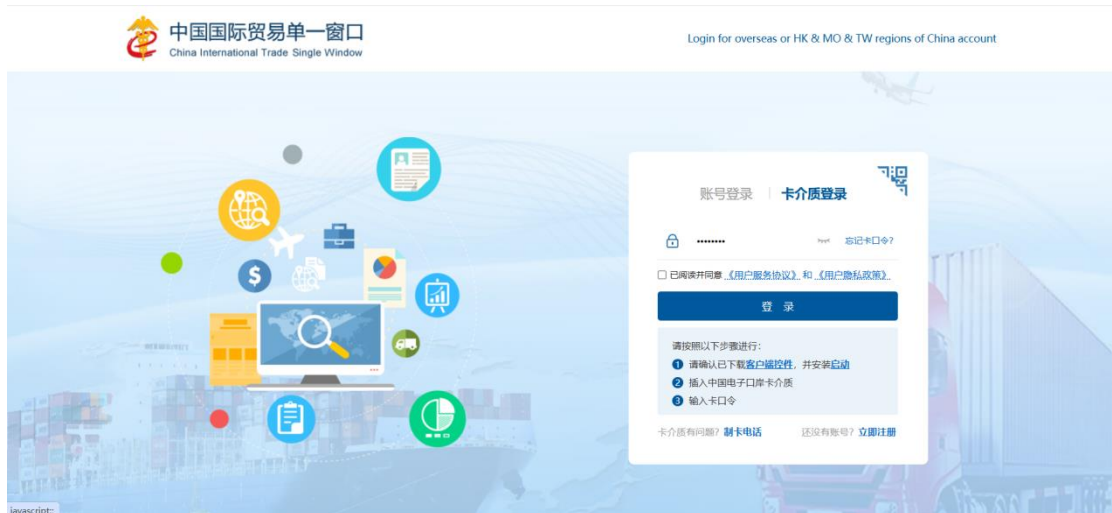 中国国际贸易单一窗口
China International Trade Single Window
Login for overseas or HK & MO & TW regions of China account
账号登录 | 卡介质登录
········ 忘记卡口令?
已阅读并同意《用户服务协议》和《用户隐私政策》
登 录
请按照以下步骤进行：
1 请确认已下载客户端控件，并安装启动
2 插入中国电子口岸卡介质
3 输入卡口令
卡介质有问题? 制卡电话 还没有账号? 立即注册
javascript:;